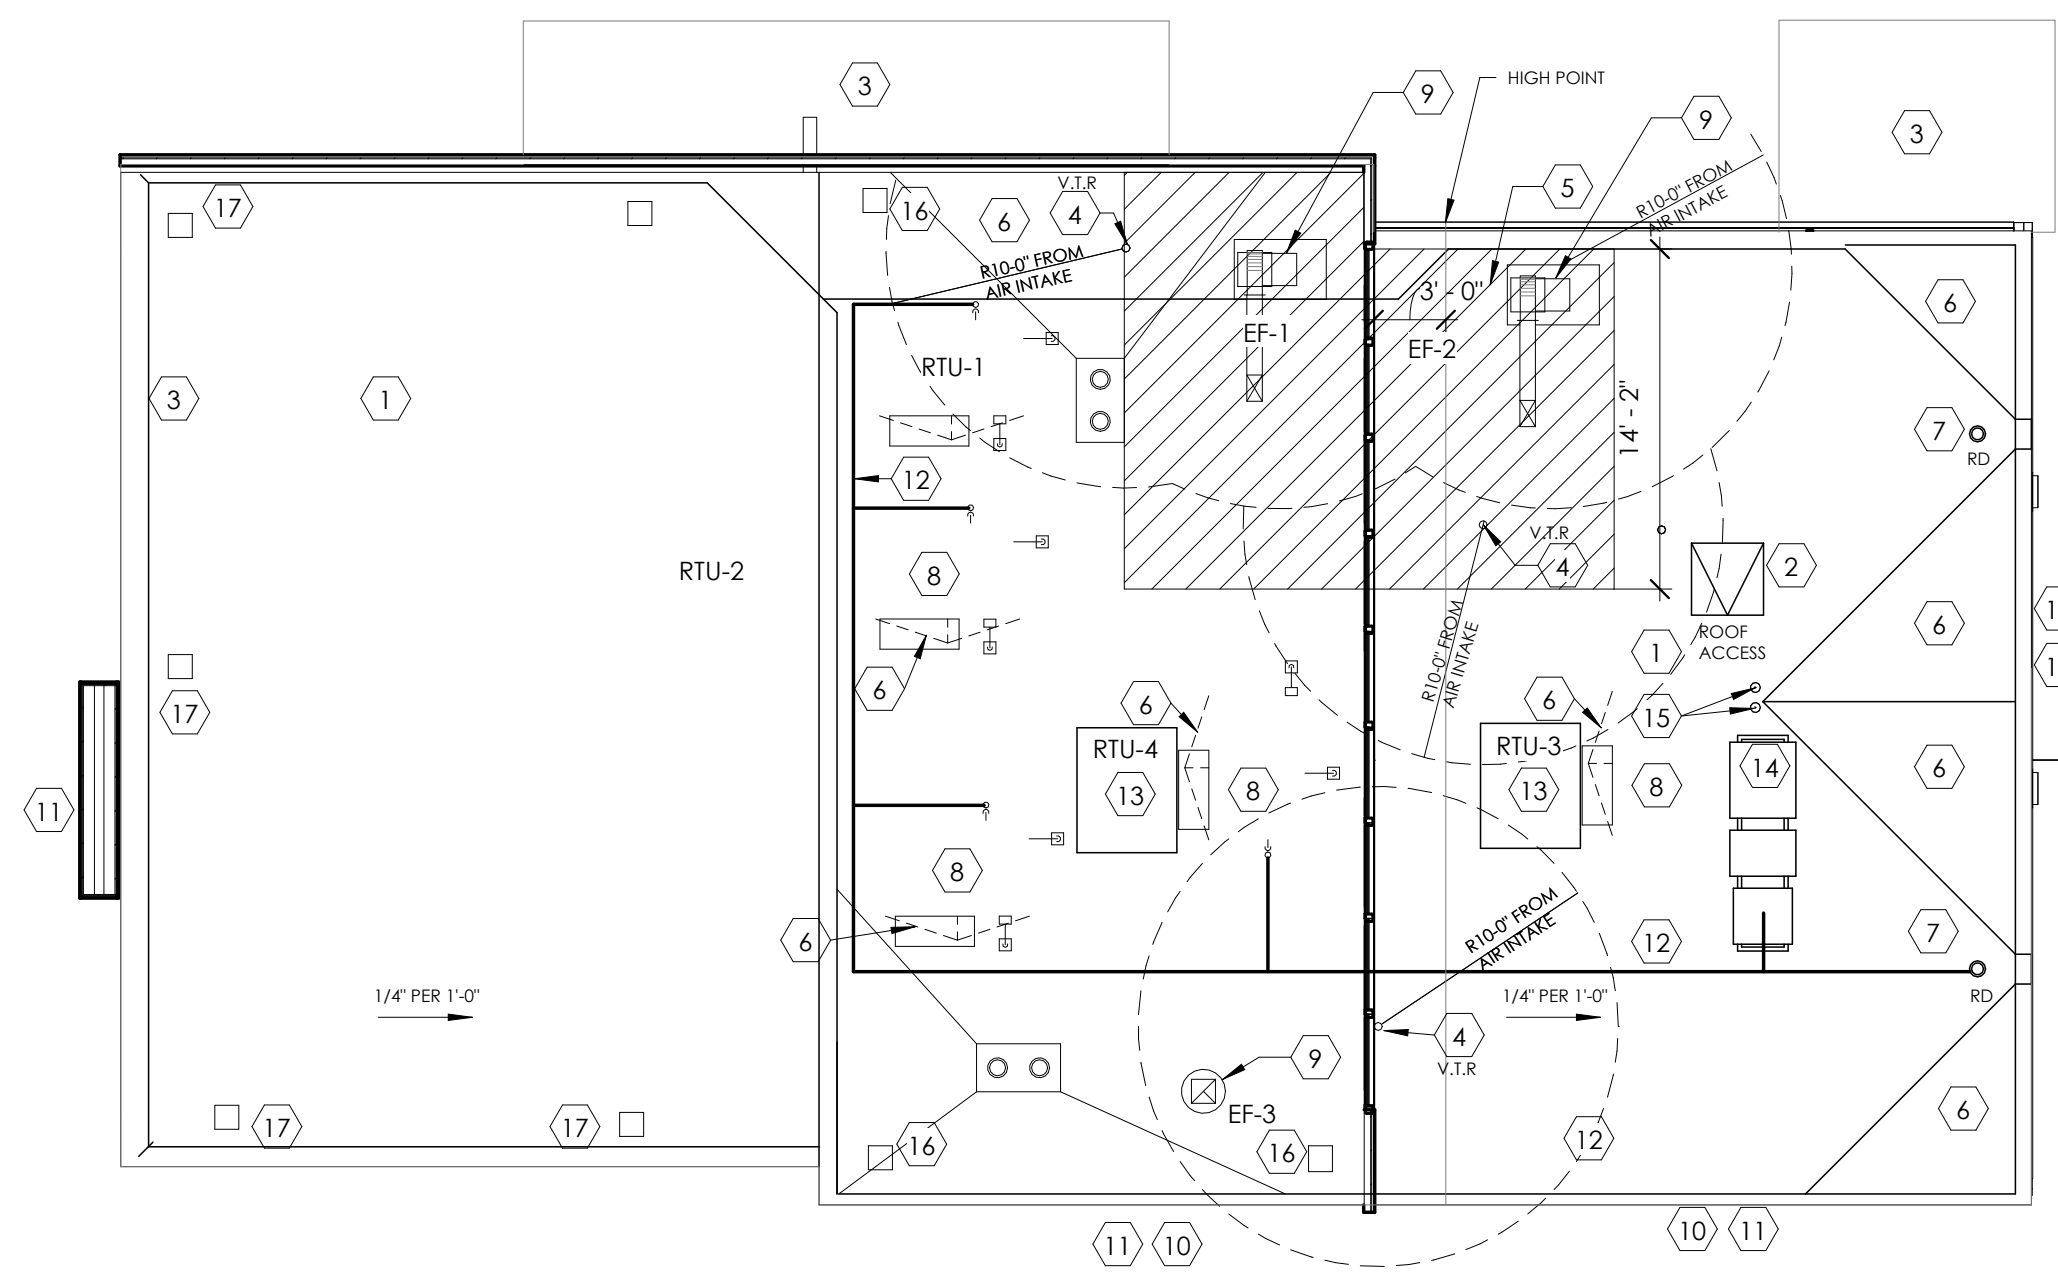 3
HIGH POINT
9
9
3
17
16
6
V.T.R
4
5
R10-0" FROM
AIR INTAKE
R10-0" FROM
AIR INTAKE
3' - 0"
6
EF-1
EF-2
RTU-1
3
1
14' - 2"
7
RD
12
V.T.R
4
2
RTU-2
8
R10-0" FROM
AIR INTAKE
ROOF
ACCESS
1
6
1
1
6
17
6
6
15
RTU-4
RTU-3
13
8
13
8
14
6
11
8
R10-0" FROM
AIR INTAKE
6
12
7
1/4" PER 1'-0"
1/4" PER 1'-0"
RD
4
V.T.R
9
EF-3
17
17
16
16
12
6
11
10
10
11